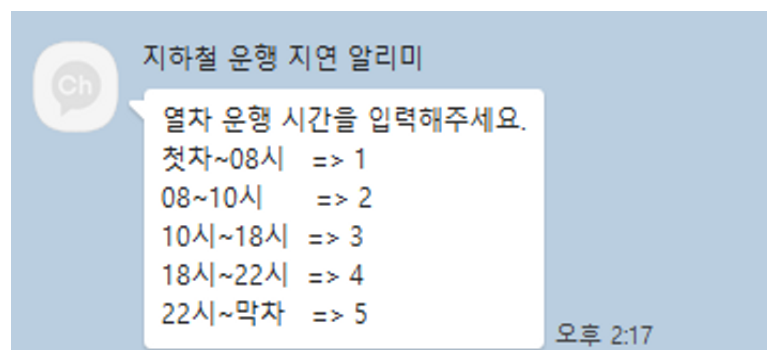 지하철 운행 지연 알리미
Ch
열차 운행 시간을 입력해주세요.
첫차~08시 => 1
08~10시 => 2
10시~18시 => 3
18시~22시 => 4
22시~막차 => 5
오후 2:17